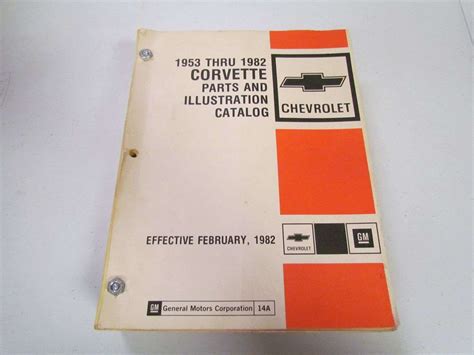 1953 THRU 1982
CORVETTE
PARTS AND
ILLUSTRATION
CATALOG
CHEVROLET
EFFECTIVE FEBRUARY, 1982
CHEVROLET
GM
GM General Motors Corporation 14A